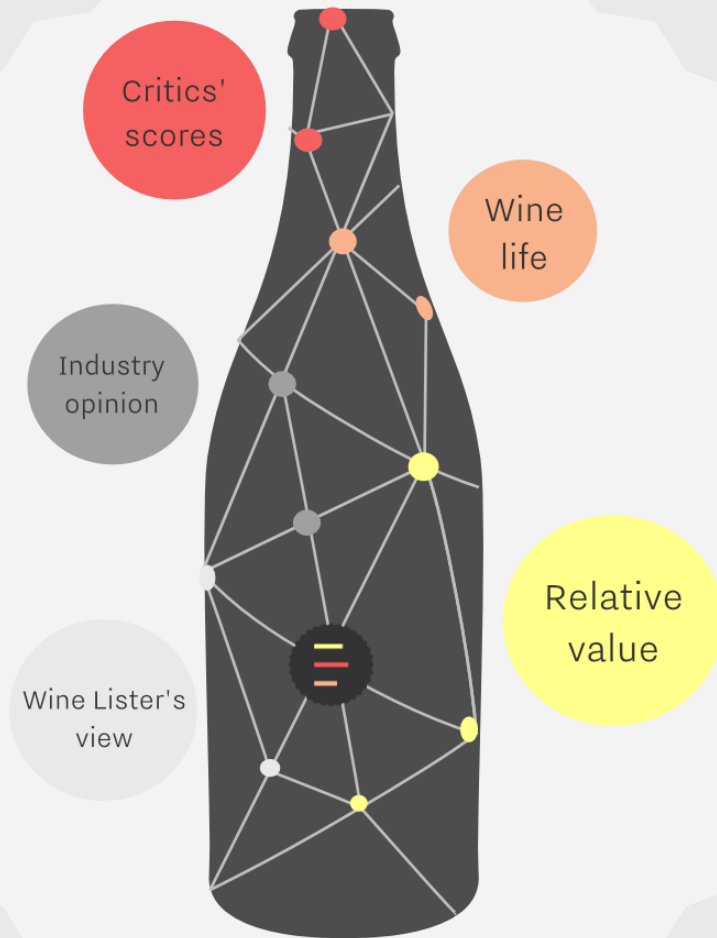 Critics'
scores
Wine
life
Industry
opinion
Relative
value
Wine Lister's
view